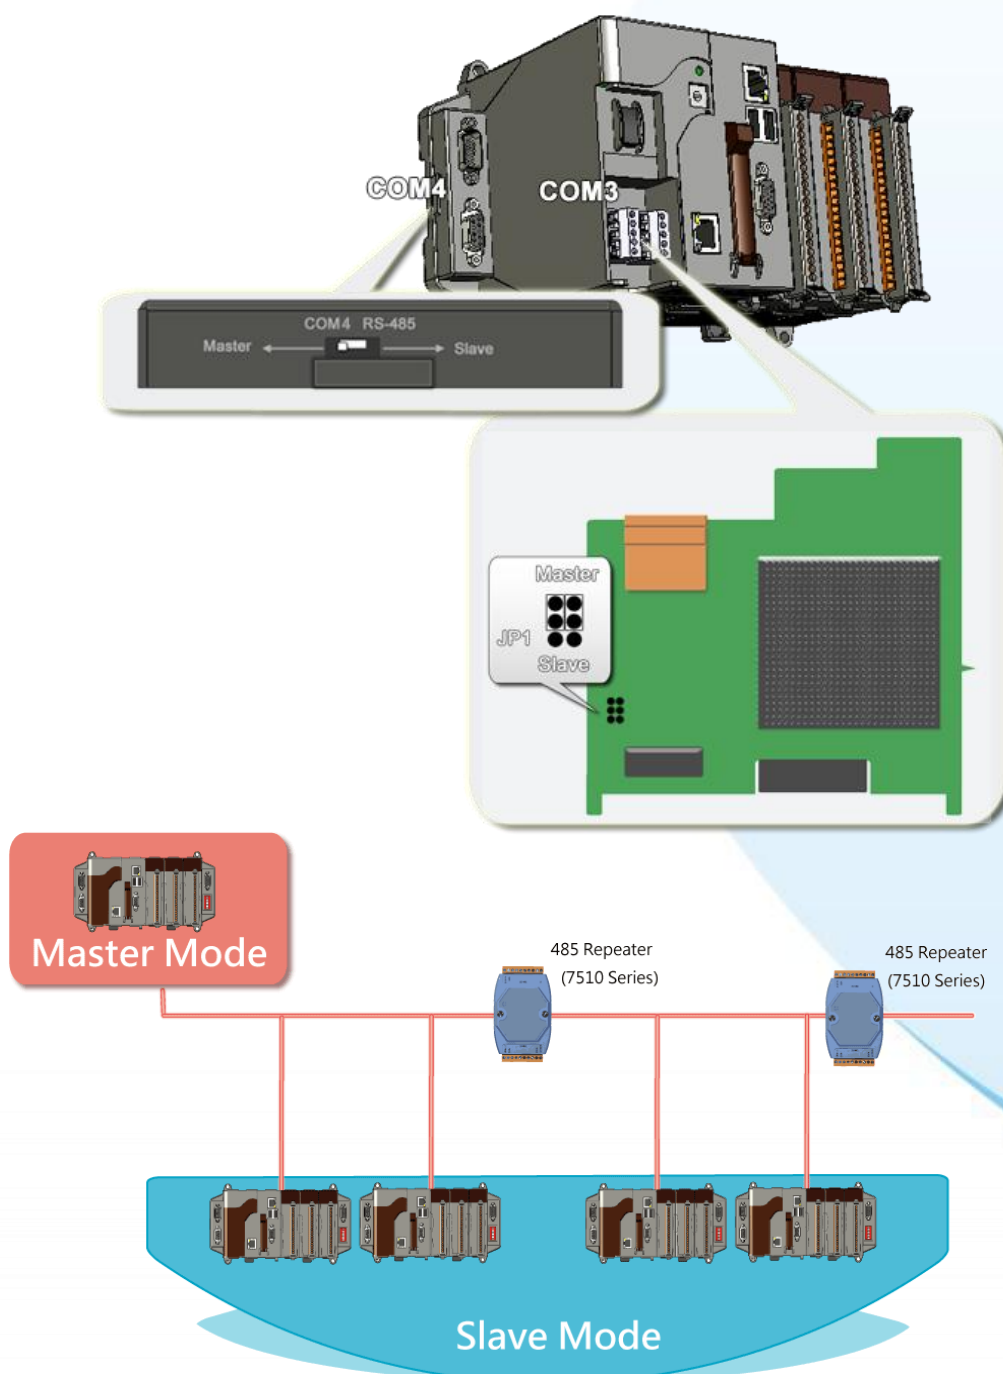 COM4
COM3
COM4 RS-485
Master
Slave
Master
JP1
Slave
Master Mode
485 Repeater
(7510 Series)
485 Repeater
(7510 Series)
Slave Mode